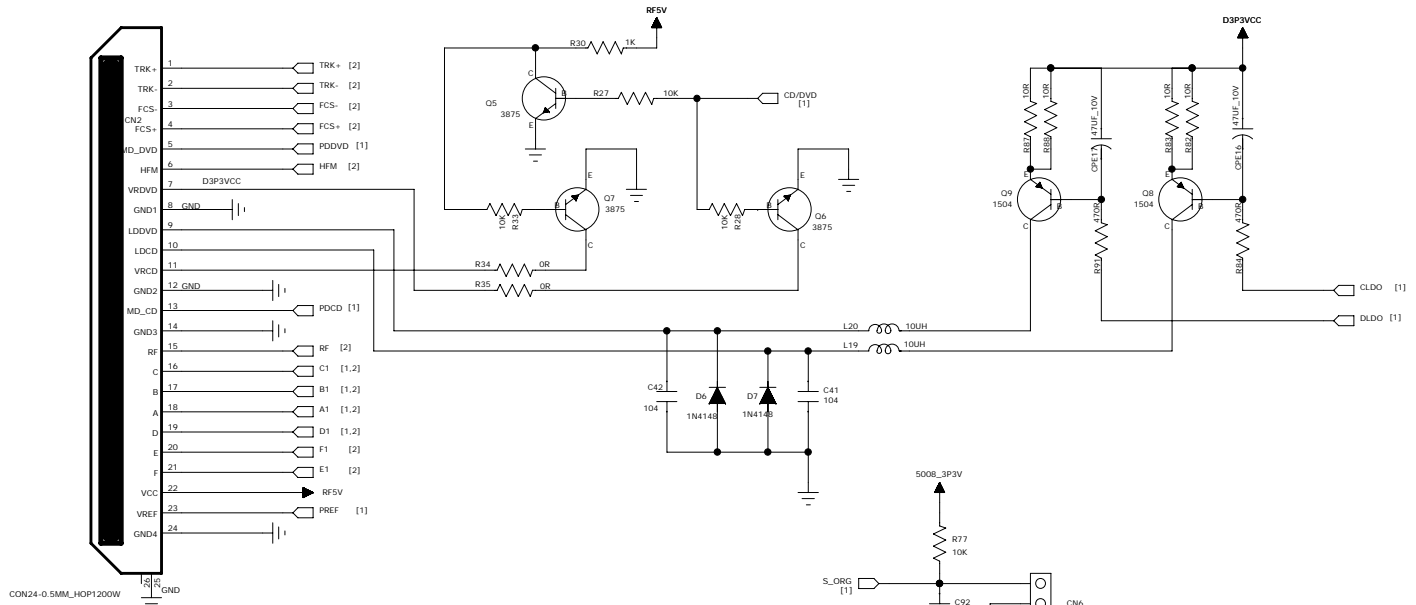 RF5V
D3P3VCC
R30 1K
TRK+ 1 TRK+ [2]
TRK- 2 TRK- [2]
FCS- 3 FCS- [2]
CN2
FCS+ 4 FCS+ [2]
MD_DVD 5 PDDVD [1]
HFM 6 HFM [2]
VRDVD 7 D3P3VCC
GND1 8 GND
LDDVD 9
LDCD 10
VRCD 11
GND2 12 GND
MD_CD 13 PDCD [1]
GND3 14
RF 15 RF [2]
C 16 C1 [1,2]
B 17 B1 [1,2]
A 18 A1 [1,2]
D 19 D1 [1,2]
E 20 F1 [2]
F 21 E1 [2]
VCC 22 RF5V
VREF 23 PREF [1]
GND4 24
26
25
GND
CON24-0.5MM_HOP1200W
C
Q5
3875
B
E
R27 10K
CD/DVD
[1]
10K
R33
E
B
Q7
3875
C
10K
R28
E
B
Q6
3875
C
R34 0R
R35 0R
10R
R87
10R
R88
47UF_10V
CPE17
E
Q9
1504
B
C
470R
R91
10R
R83
10R
R82
47UF_10V
CPE16
E
Q8
1504
B
C
470R
R84
CLDO [1]
DLDO [1]
L20 10UH
L19 10UH
C42
104
D6
1N4148
D7
1N4148
C41
104
5008_3P3V
R77
10K
S_ORG
[1]
C92
CN6